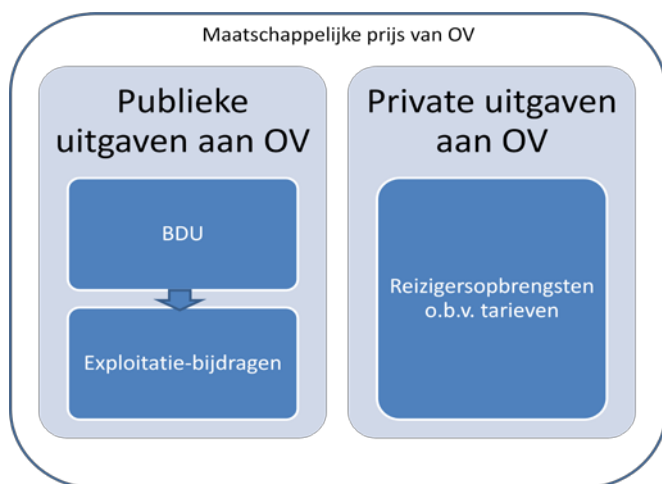 Maatschappelijke prijs van OV
Publieke
uitgaven aan OV
BDU
Exploitatie-bijdragen
Private uitgaven
aan OV
Reizigersopbrengsten
o.b.v. tarieven